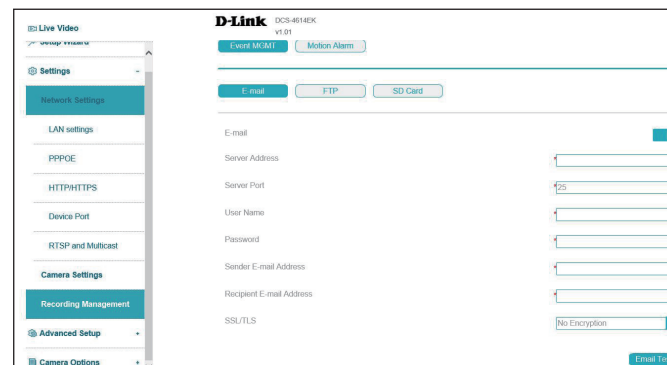 Live Video
Setup Wizard
Settings -
Network Settings
LAN settings
PPPOE
HTTP/HTTPS
Device Port
RTSP and Multicast
Camera Settings
Recording Management
Advanced Setup +
Camera Options +
D-Link DCS-4614EK
v1.01
Event MGMT Motion Alarm
E-mail FTP SD Card
E-mail
Server Address *
Server Port *25
User Name *
Password *
Sender E-mail Address *
Recipient E-mail Address *
SSL/TLS No Encryption
Email Te